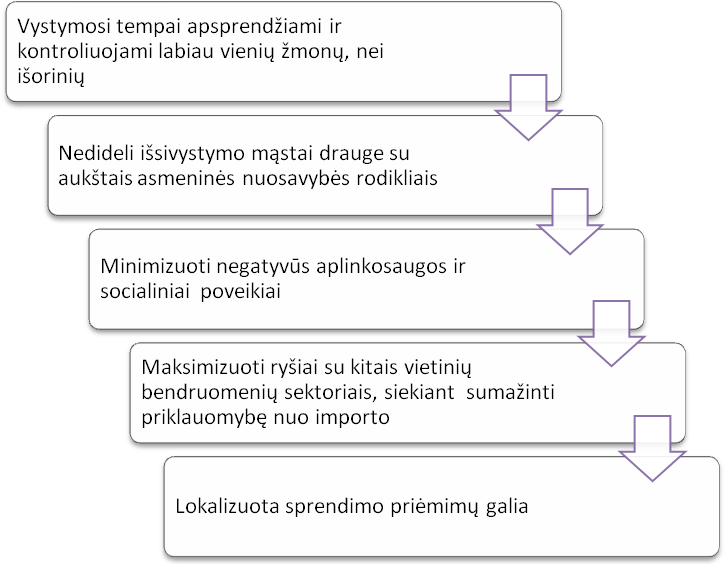 Vystymosi tempai apsprendžiami ir
kontroliuojami labiau vienių žmonų, nei
išorinių
Nedideli išsivystymo mąstai drauge su
aukštais asmeninės nuosavybės rodikliais
Minimizuoti negatyvūs aplinkosaugos ir
socialiniai poveikiai
Maksimizuoti ryšiai su kitais vietinių
bendruomenių sektoriais, siekiant sumažinti
priklauomybę nuo importo
Lokalizuota sprendimo priėmimų galia